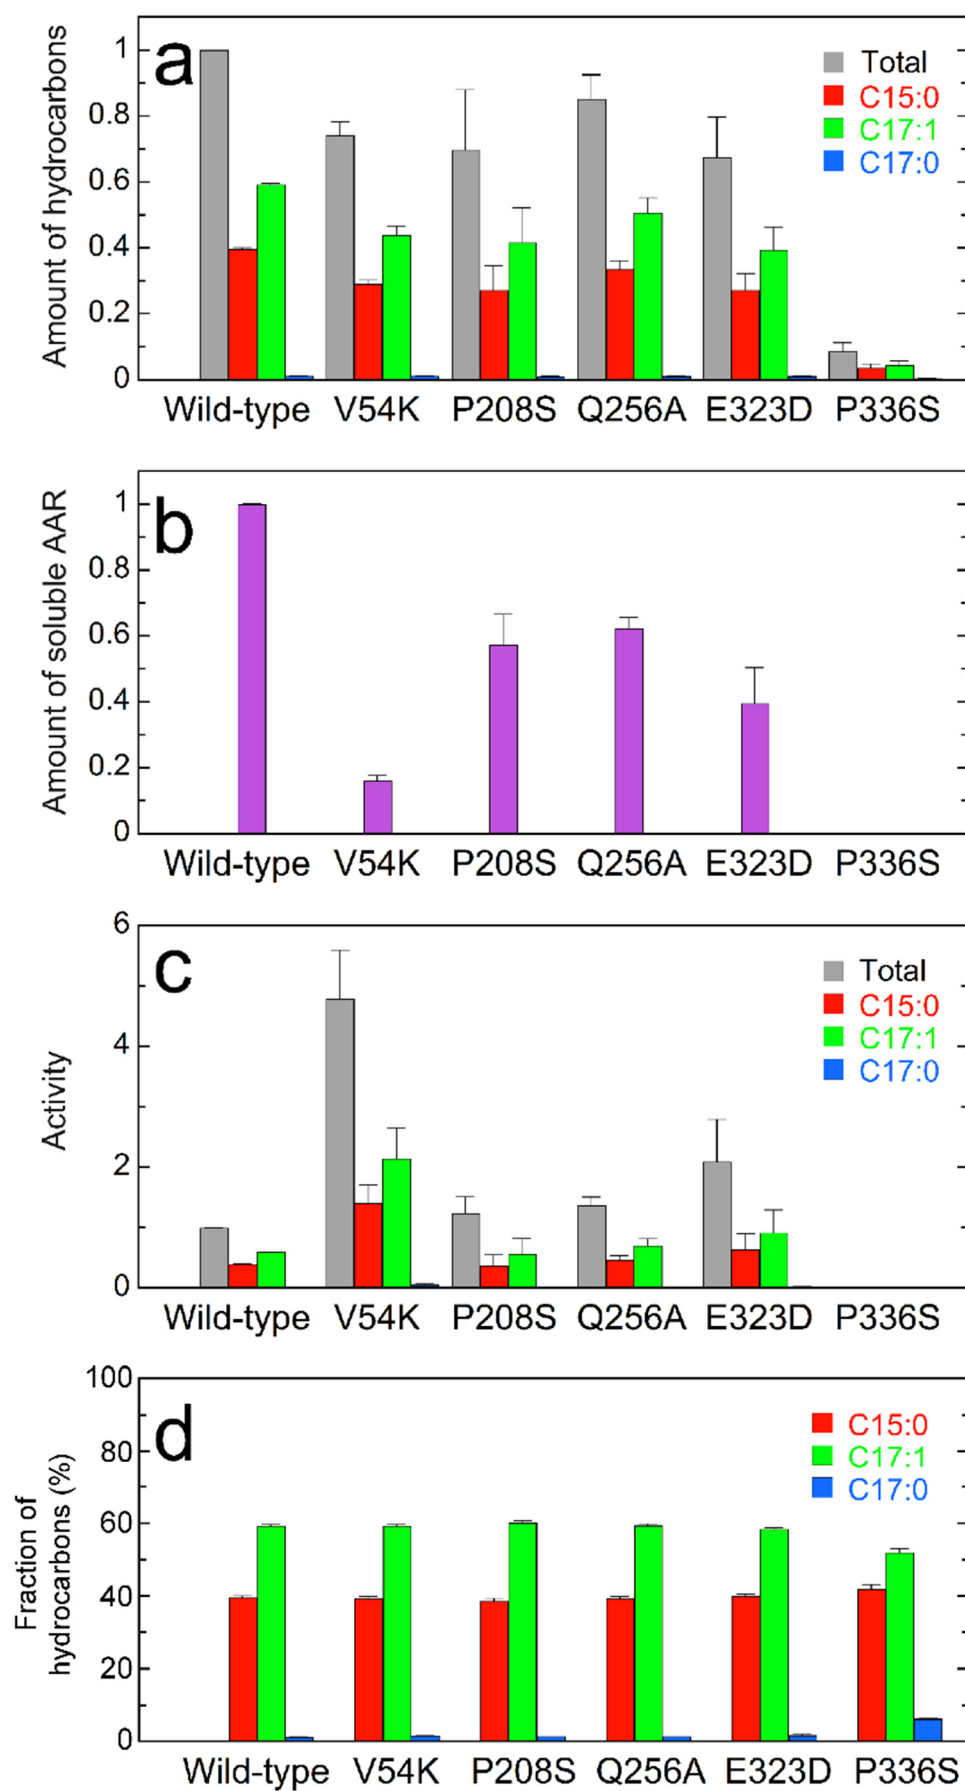 a
Amount of hydrocarbons
1
0.8
0.6
0.4
0.2
0
Total
C15:0
C17:1
C17:0
Wild-type V54K P208S Q256A E323D P336S
b
Amount of soluble AAR
1
0.8
0.6
0.4
0.2
0
Wild-type V54K P208S Q256A E323D P336S
c
Activity
6
4
2
0
Total
C15:0
C17:1
C17:0
Wild-type V54K P208S Q256A E323D P336S
d
Fraction of
hydrocarbons (%)
100
80
60
40
20
0
C15:0
C17:1
C17:0
Wild-type V54K P208S Q256A E323D P336S